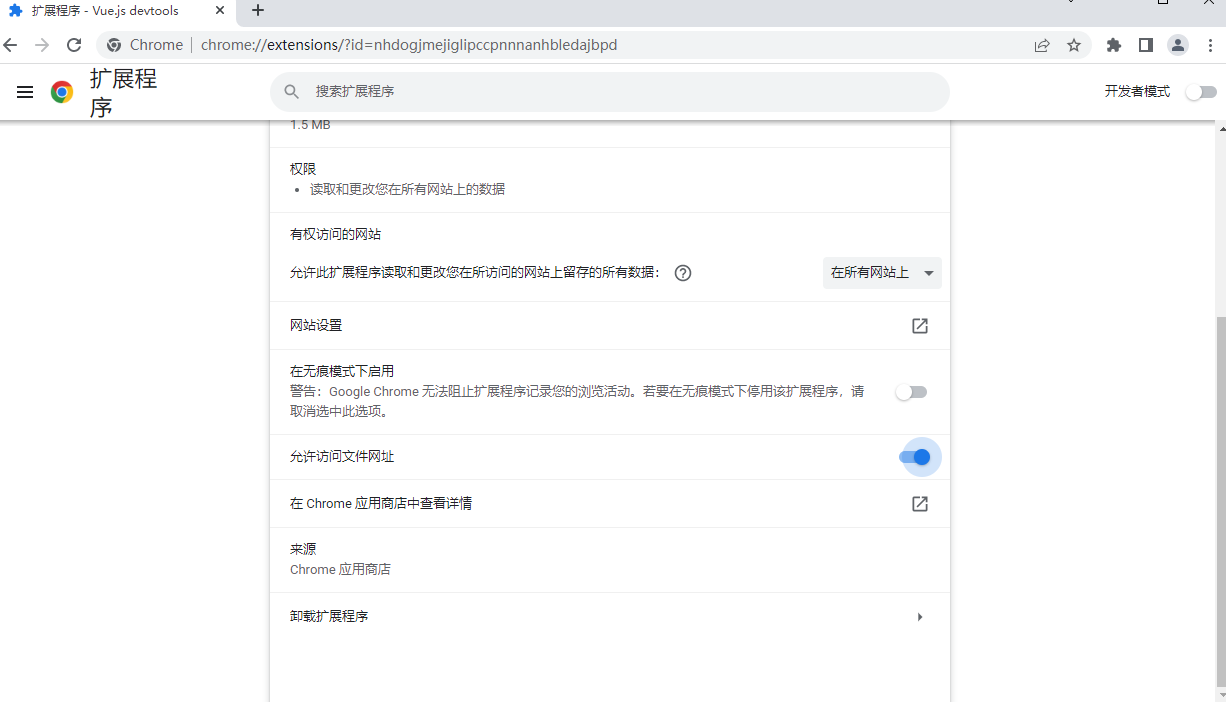 扩展程序 - Vue.js devtools
Chrome
chrome://extensions/?id=nhdogjmejiglipccpnnnanhbledajbpd
扩展程
序
搜索扩展程序
开发者模式
1.5 MB
权限
• 读取和更改您在所有网站上的数据
有权访问的网站
允许此扩展程序读取和更改您在所访问的网站上留存的所有数据：
在所有网站上
网站设置
在无痕模式下启用
警告：Google Chrome 无法阻止扩展程序记录您的浏览活动。若要在无痕模式下停用该扩展程序，请
取消选中此选项。
允许访问文件网址
在 Chrome 应用商店中查看详情
来源
Chrome 应用商店
卸载扩展程序